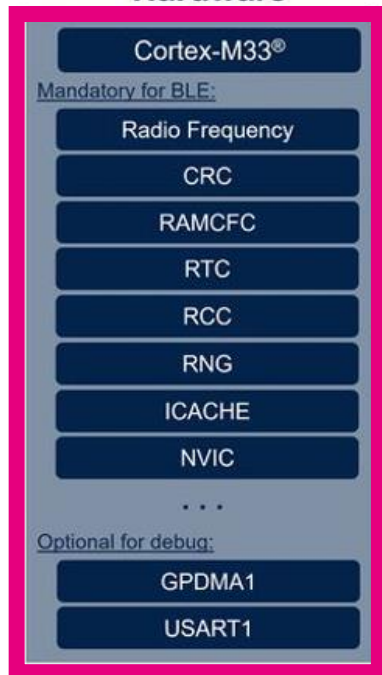 Cortex-M33®
Mandatory for BLE:
Radio Frequency
CRC
RAMCFC
RTC
RCC
RNG
ICACHE
NVIC
...
Optional for debug:
GPDMA1
USART1